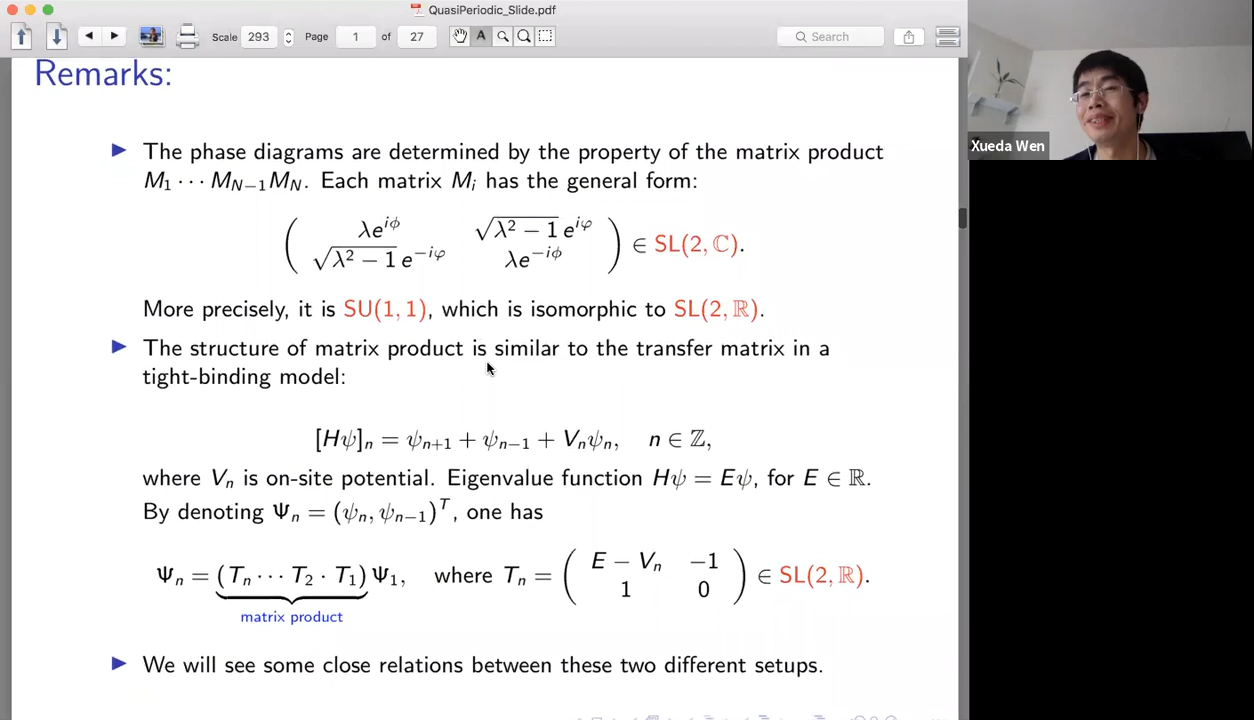 QuasiPeriodic_Slide.pdf
Scale 293 Page 1 of 27 A Search
Remarks:
▶ The phase diagrams are determined by the property of the matrix product
M₁ ⋯ M_{N−1}M_N. Each matrix M_i has the general form:
( λe^{iϕ} √(λ² − 1) e^{iφ}
√(λ² − 1) e^{−iφ} λe^{−iϕ} ) ∈ SL(2, ℂ).
More precisely, it is SU(1, 1), which is isomorphic to SL(2, ℝ).
▶ The structure of matrix product is similar to the transfer matrix in a
tight-binding model:
[Hψ]_n = ψ_{n+1} + ψ_{n−1} + V_nψ_n, n ∈ ℤ,
where V_n is on-site potential. Eigenvalue function Hψ = Eψ, for E ∈ ℝ.
By denoting Ψ_n = (ψ_n, ψ_{n−1})^T, one has
Ψ_n = (T_n ⋯ T₂ · T₁) Ψ₁, where T_n = ( E − V_n −1
1 0 ) ∈ SL(2, ℝ).
matrix product
▶ We will see some close relations between these two different setups.
Xueda Wen